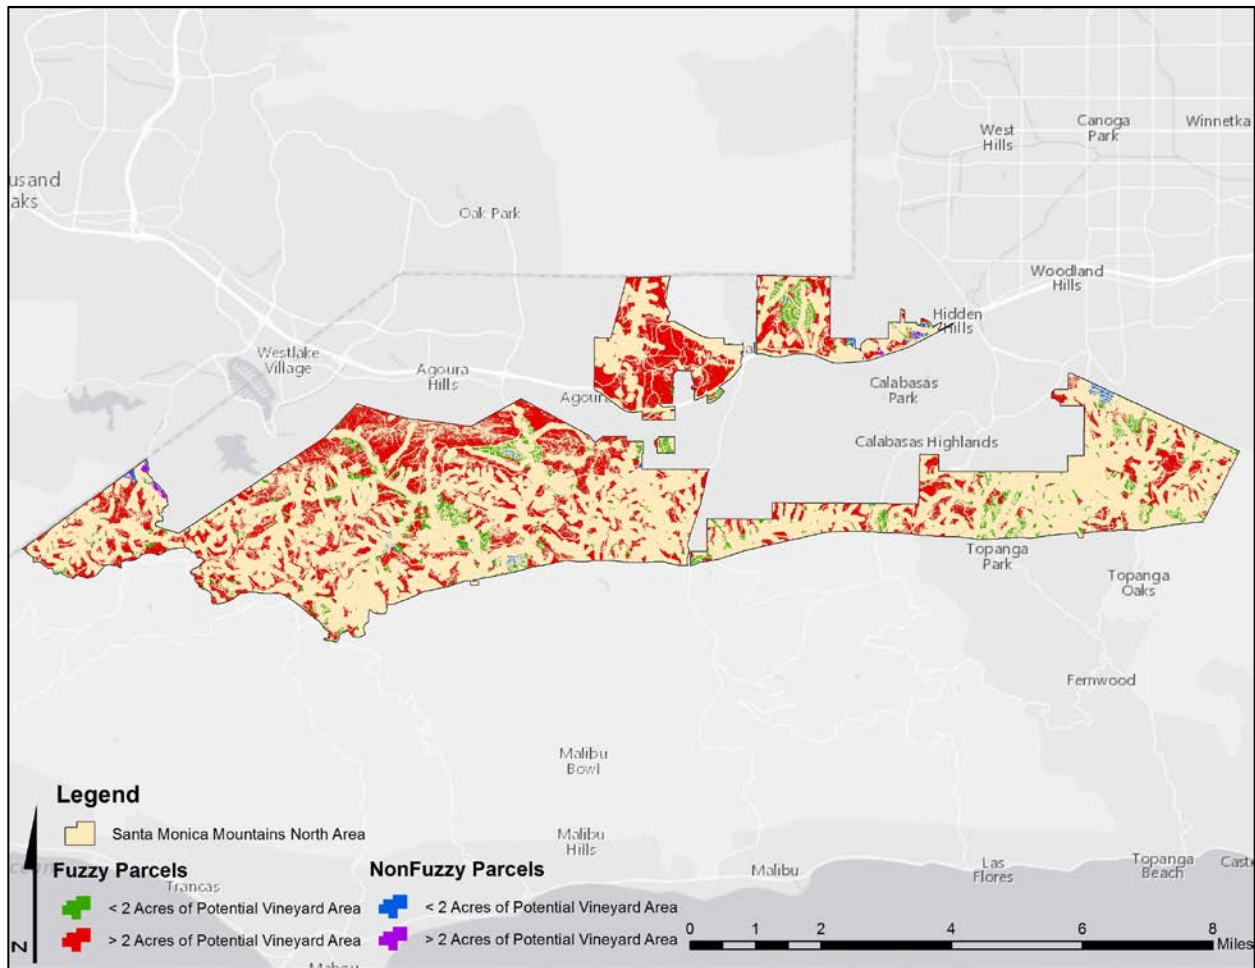 West
Hills
Canoga
Park
Winnetka
usand
aks
Oak Park
Woodland
Hills
Hidden
Hills
Westlake
Village
Agoura
Hills
Agoura
Calabasas
Park
Calabasas Highlands
Topanga
Park
Topanga
Oaks
Fernwood
Malibu
Bowl
Malibu
Hills
Malibu
Las
Flores
Topanga
Beach
Caste
Trancas
Legend
Santa Monica Mountains North Area
Fuzzy Parcels
< 2 Acres of Potential Vineyard Area
> 2 Acres of Potential Vineyard Area
NonFuzzy Parcels
< 2 Acres of Potential Vineyard Area
> 2 Acres of Potential Vineyard Area
N
0 1 2 4 6 8
Miles